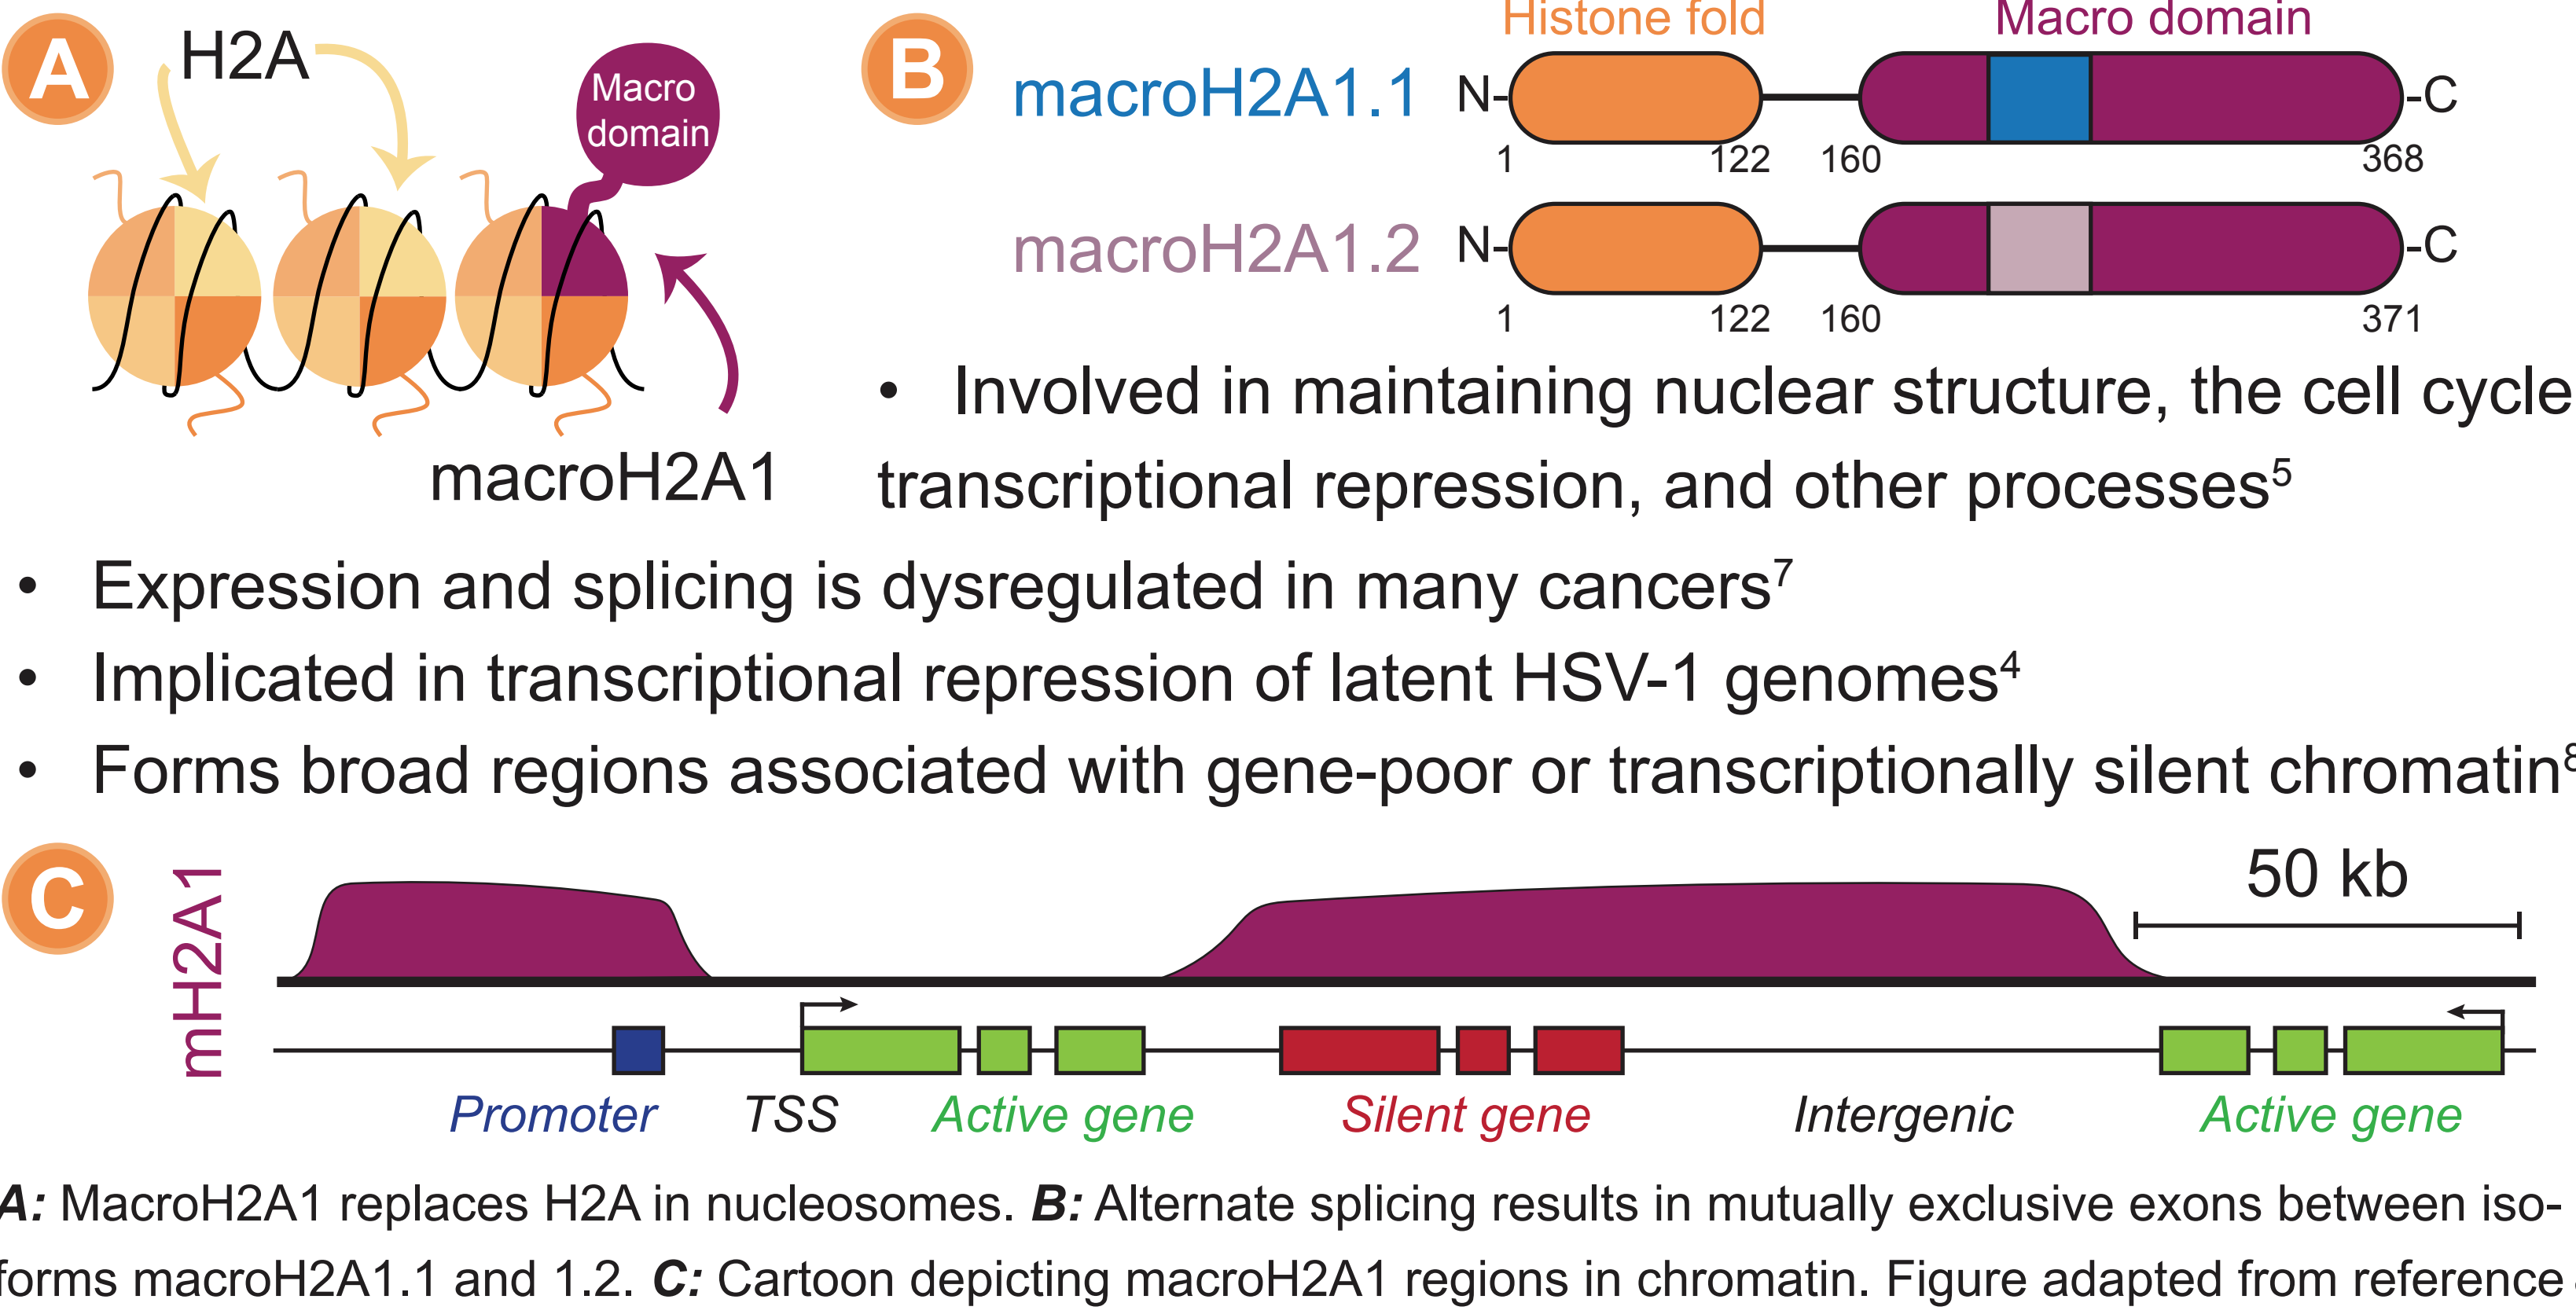 A
H2A
Macro
domain
macroH2A1
B
Histone fold
Macro domain
macroH2A1.1
N-
-C
1
122
160
368
macroH2A1.2
N-
-C
1
122
160
371
• Involved in maintaining nuclear structure, the cell cycle
transcriptional repression, and other processes⁵
• Expression and splicing is dysregulated in many cancers⁷
• Implicated in transcriptional repression of latent HSV-1 genomes⁴
• Forms broad regions associated with gene-poor or transcriptionally silent chromatin⁸
C
mH2A1
50 kb
Promoter
TSS
Active gene
Silent gene
Intergenic
Active gene
A: MacroH2A1 replaces H2A in nucleosomes. B: Alternate splicing results in mutually exclusive exons between iso-
forms macroH2A1.1 and 1.2. C: Cartoon depicting macroH2A1 regions in chromatin. Figure adapted from reference